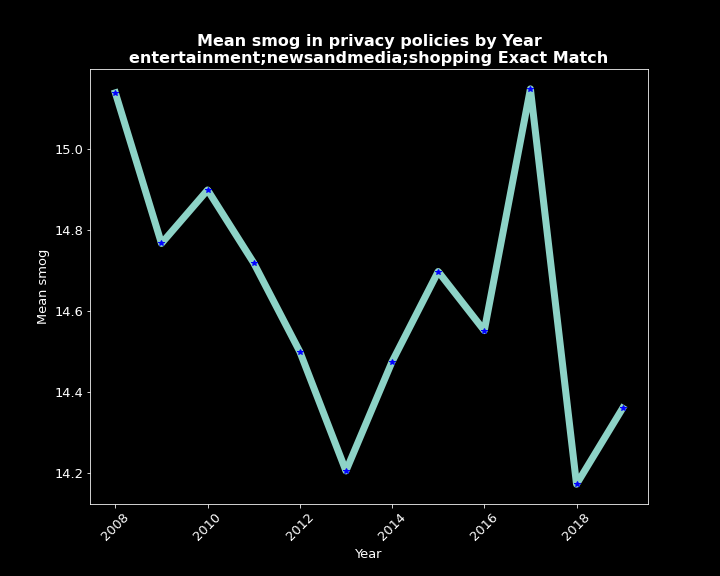 Mean smog in privacy policies by Year
entertainment;newsandmedia;shopping Exact Match
15.0
14.8
14.6
14.4
14.2
Mean smog
2008
2010
2012
2014
2016
2018
Year